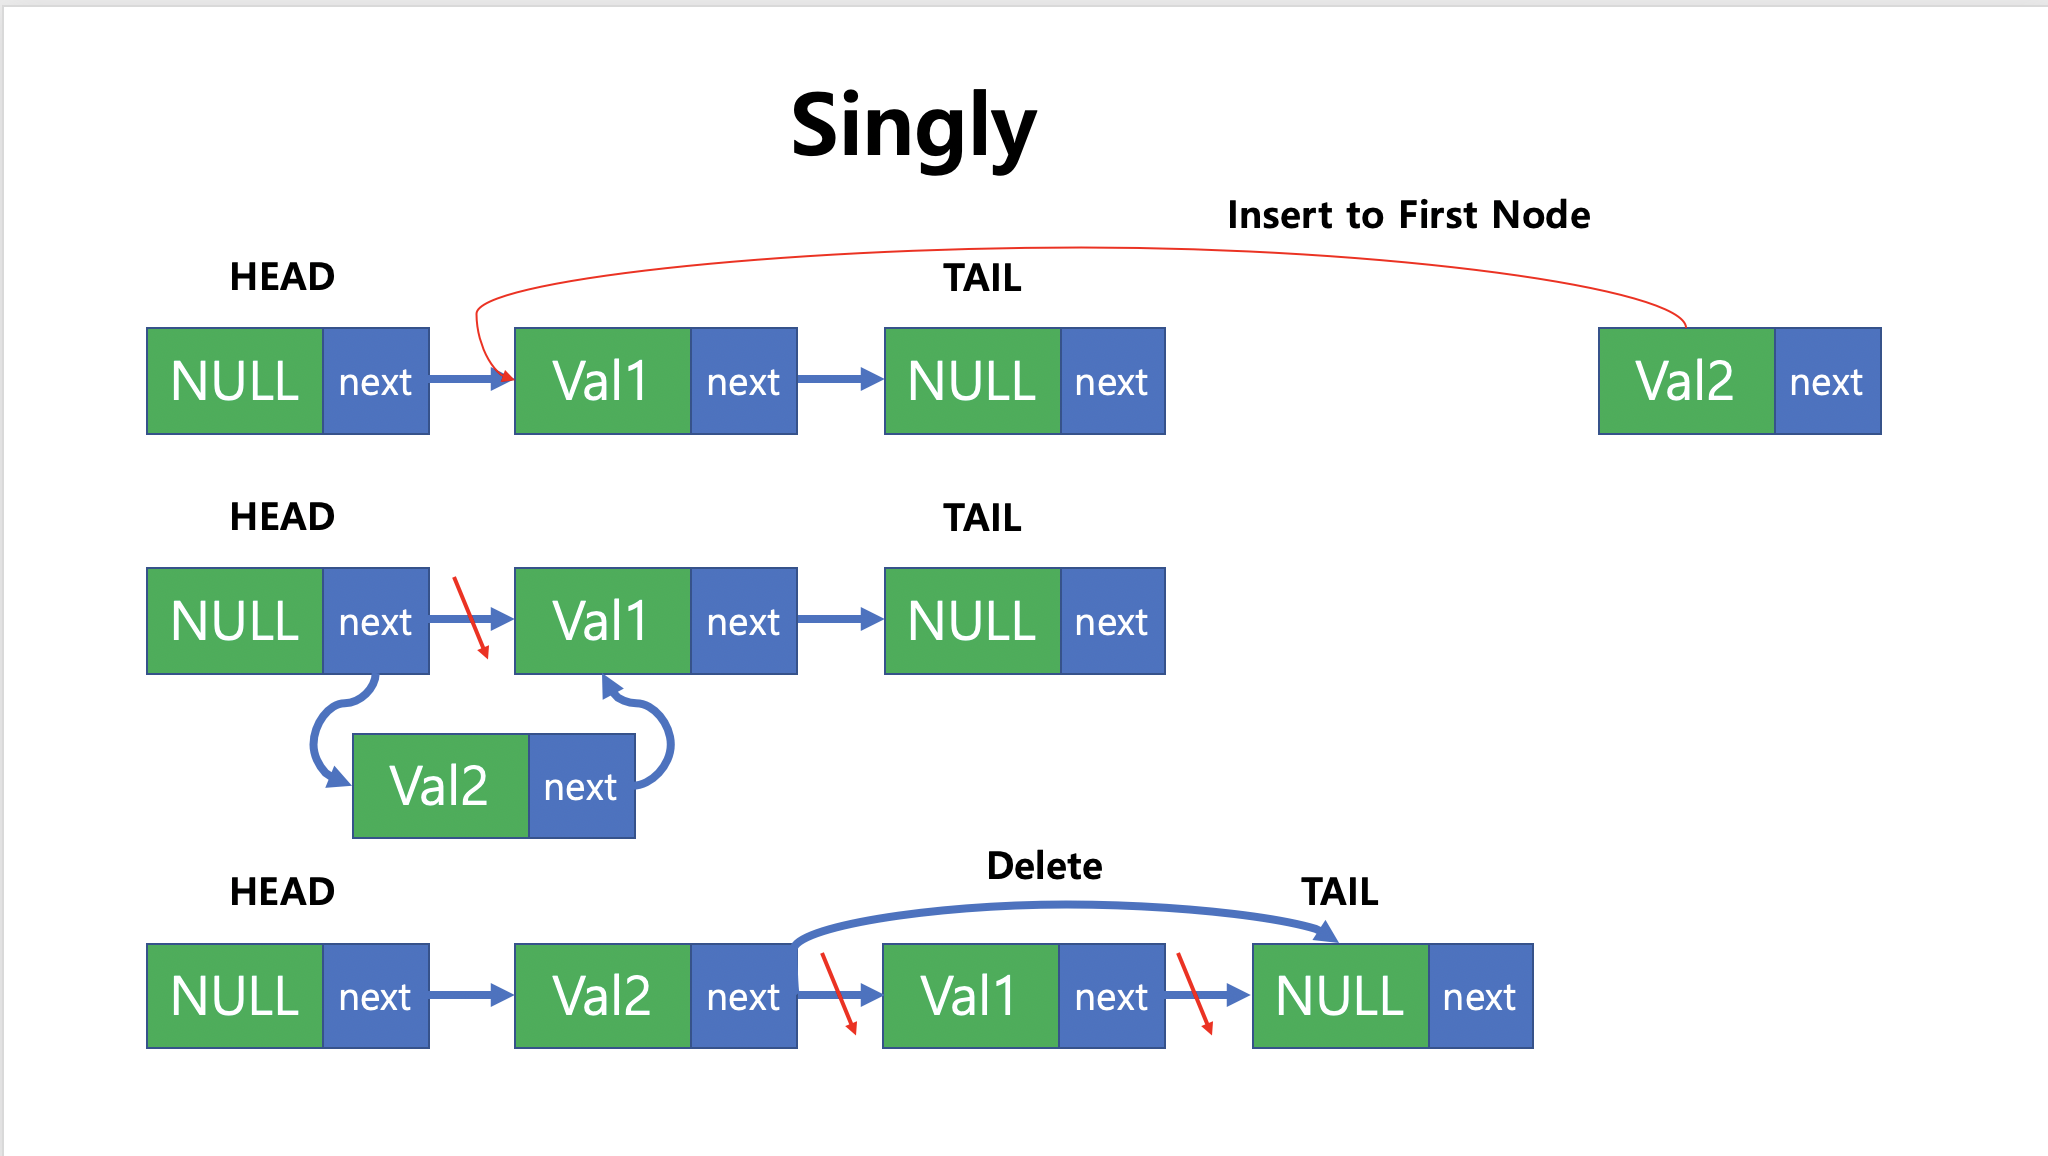 Singly
Insert to First Node
HEAD TAIL
NULL next Val1 next NULL next Val2 next
HEAD TAIL
NULL next Val1 next NULL next
Val2 next
Delete
HEAD TAIL
NULL next Val2 next Val1 next NULL next